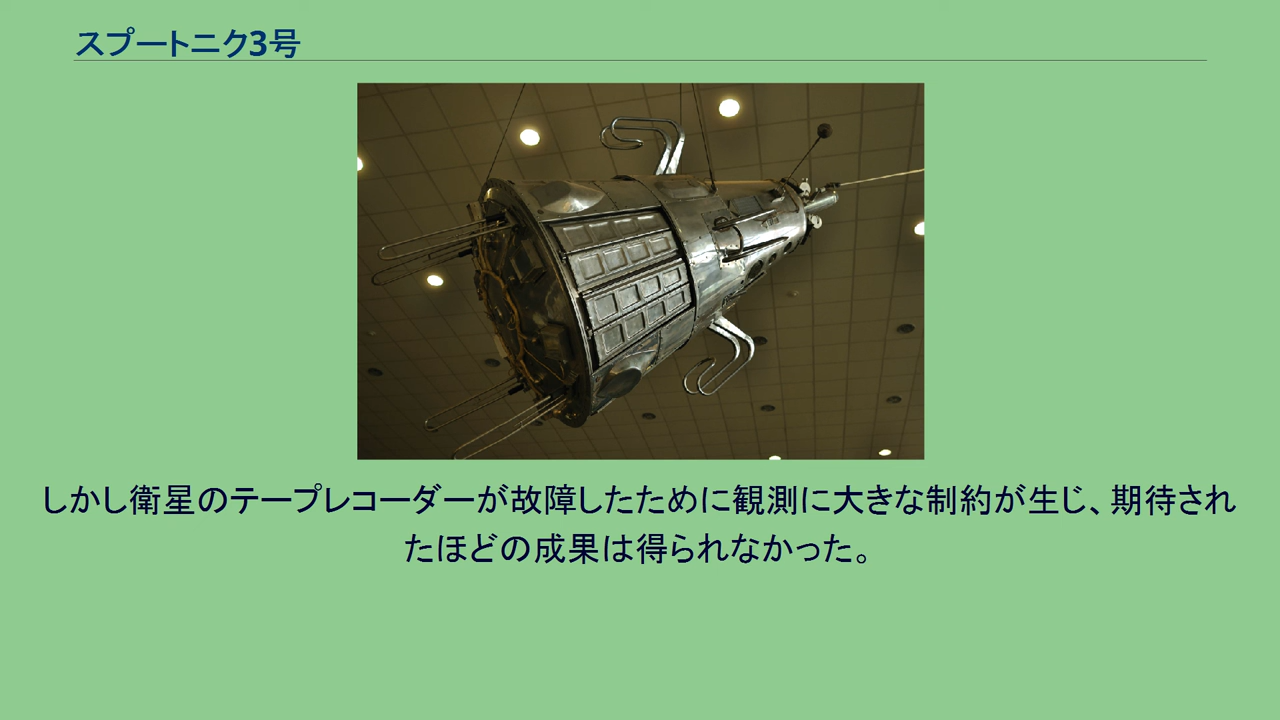 スプートニク3号
しかし衛星のテープレコーダーが故障したために観測に大きな制約が生じ、期待され
たほどの成果は得られなかった。